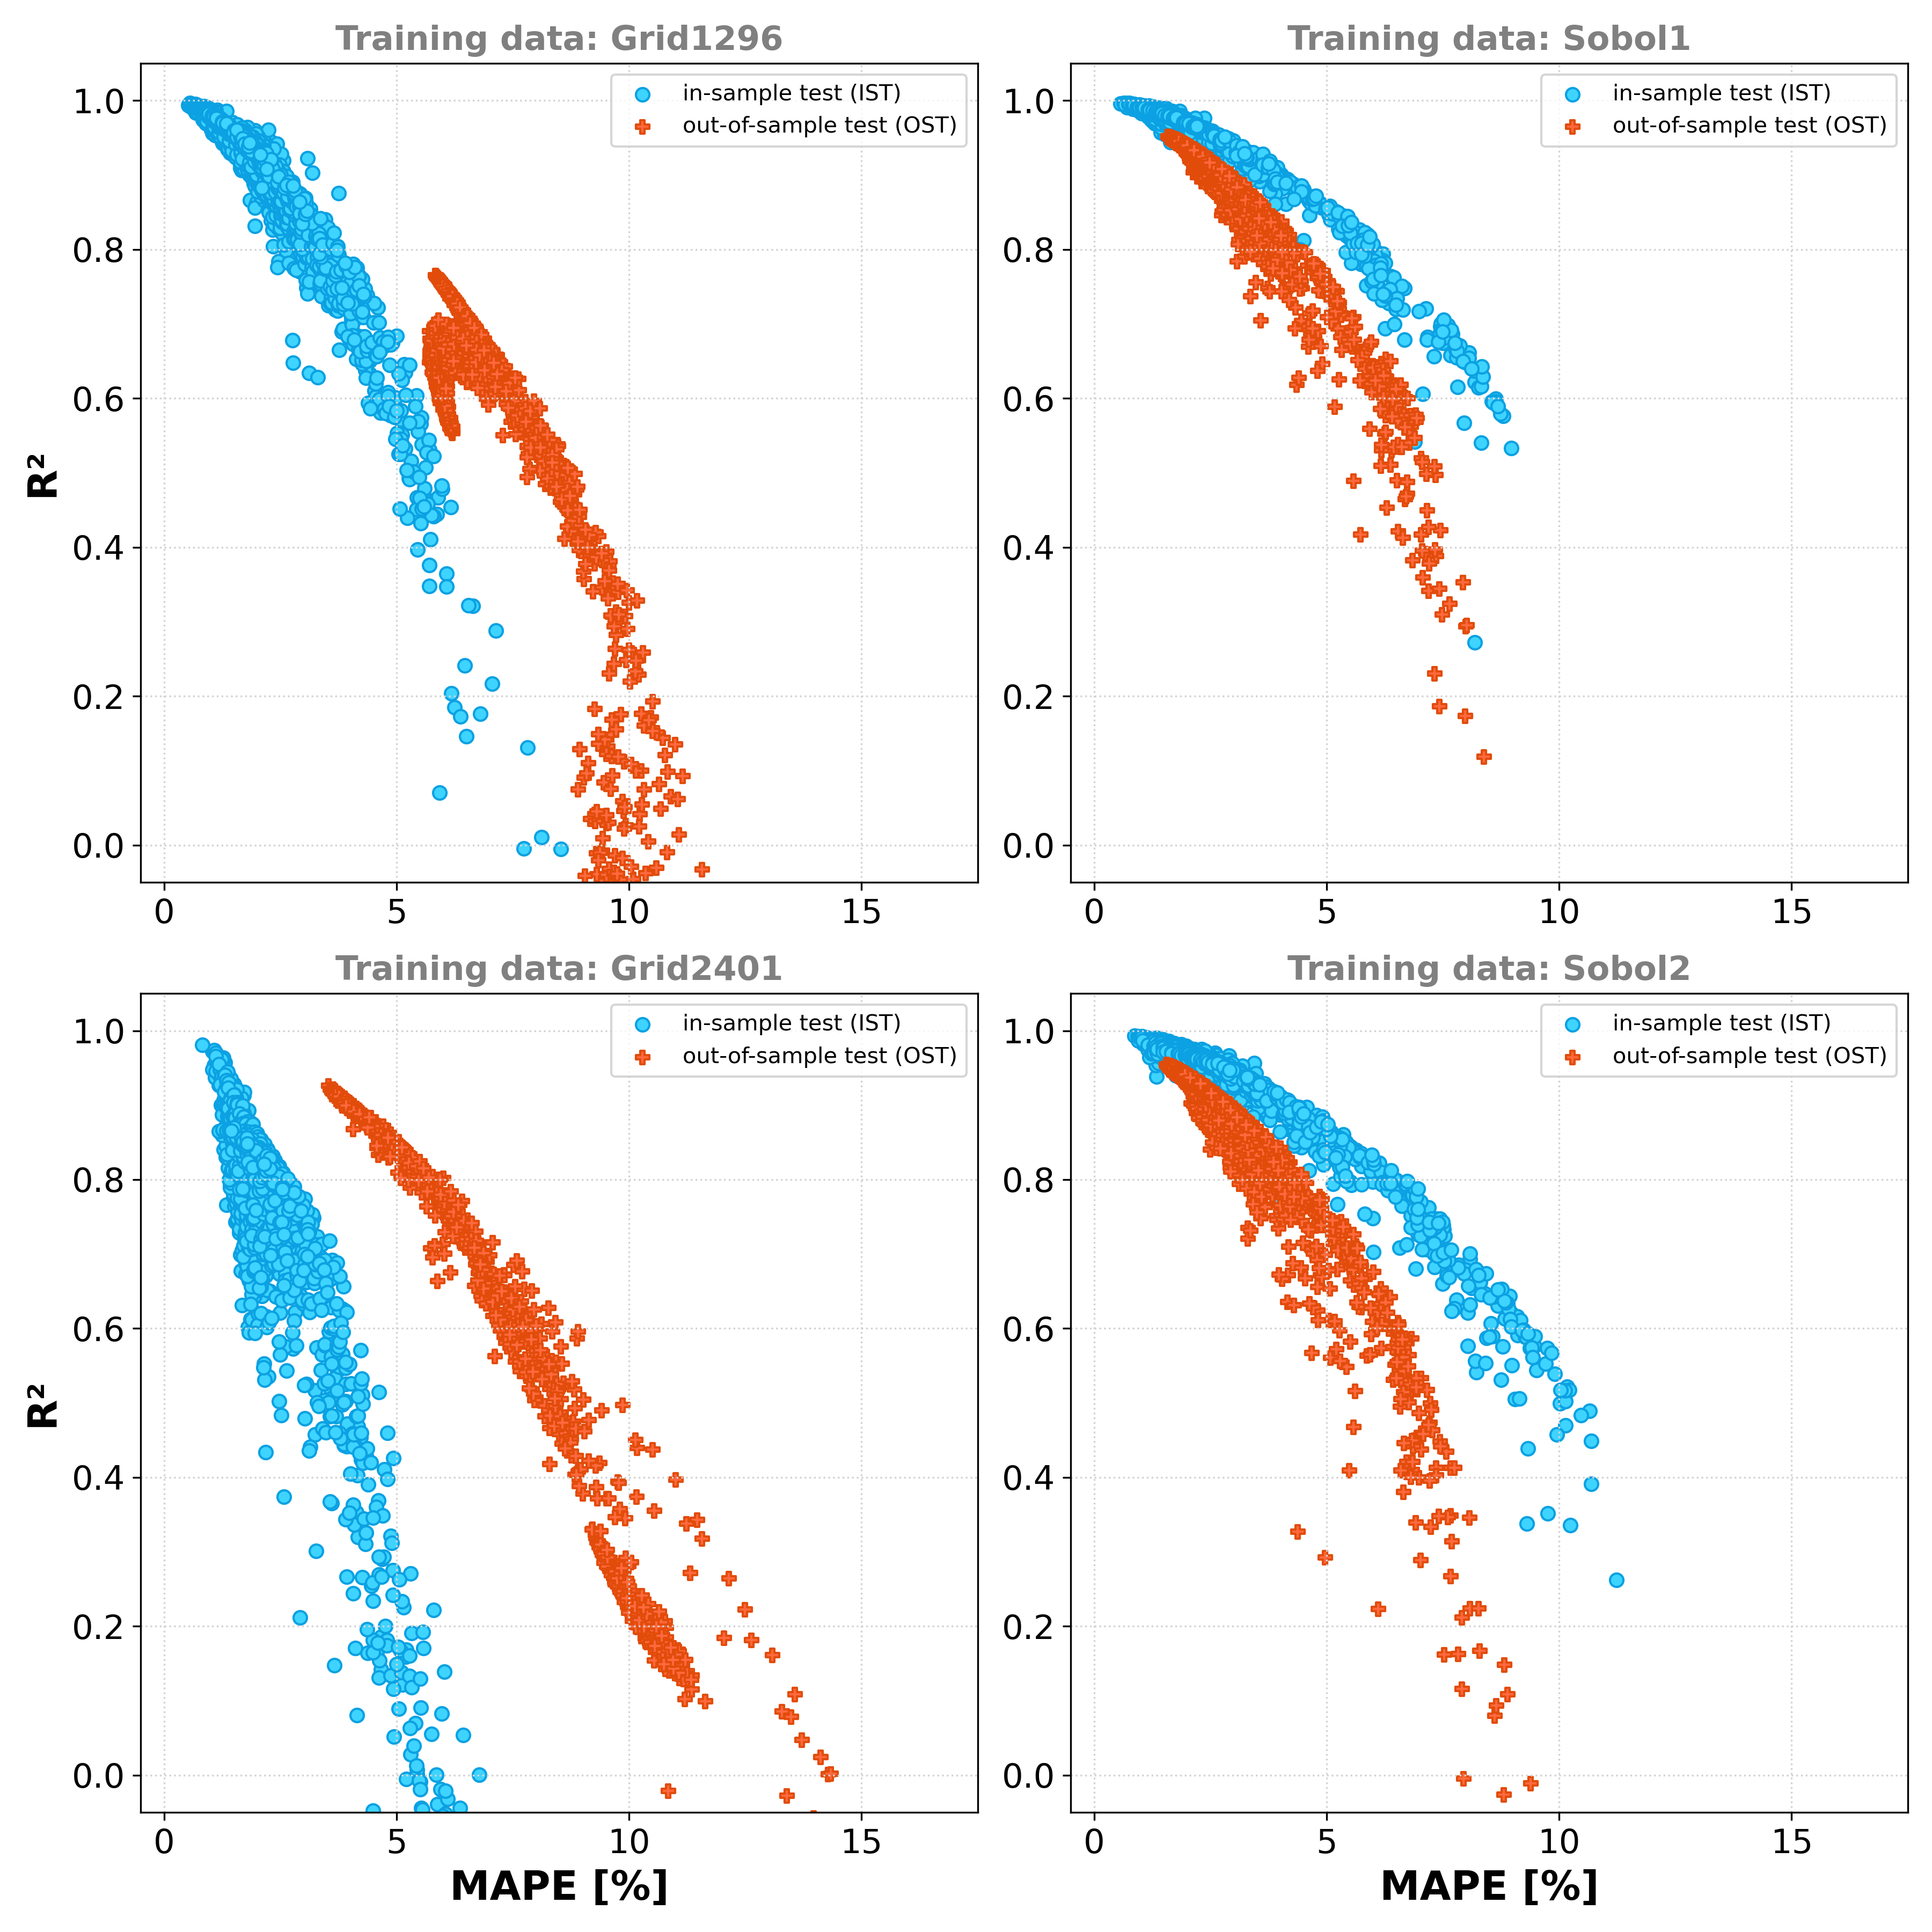 Training data: Grid1296
in-sample test (IST)
out-of-sample test (OST)
1.0
0.8
0.6
0.4
0.2
0.0
R²
0 5 10 15
Training data: Sobol1
in-sample test (IST)
out-of-sample test (OST)
1.0
0.8
0.6
0.4
0.2
0.0
0 5 10 15
Training data: Grid2401
in-sample test (IST)
out-of-sample test (OST)
1.0
0.8
0.6
0.4
0.2
0.0
R²
0 5 10 15
MAPE [%]
Training data: Sobol2
in-sample test (IST)
out-of-sample test (OST)
1.0
0.8
0.6
0.4
0.2
0.0
0 5 10 15
MAPE [%]